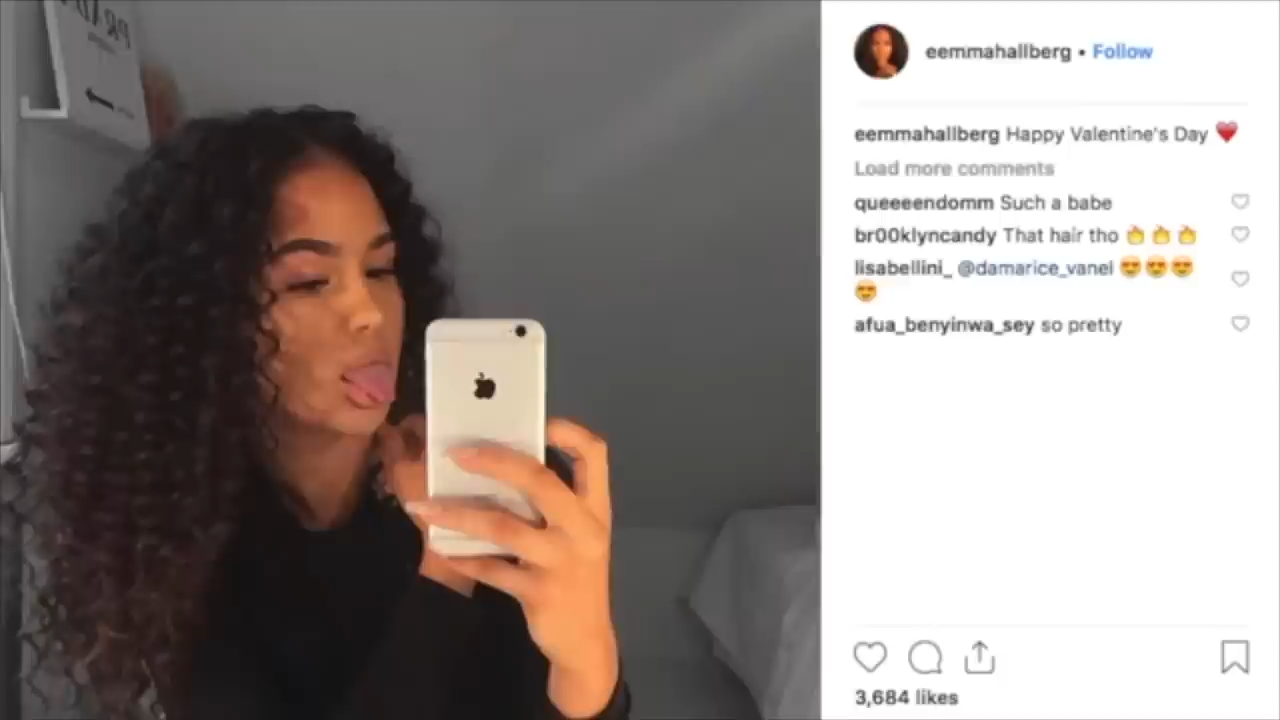 eemmahallberg • Follow
eemmahallberg Happy Valentine's Day ❤️
Load more comments
queeeendomm Such a babe
br00klyncandy That hair tho 👏👏👏
lisabellini_ @damarice_vanel 😍😍😍
😍
afua_benyinwa_sey so pretty
3,684 likes